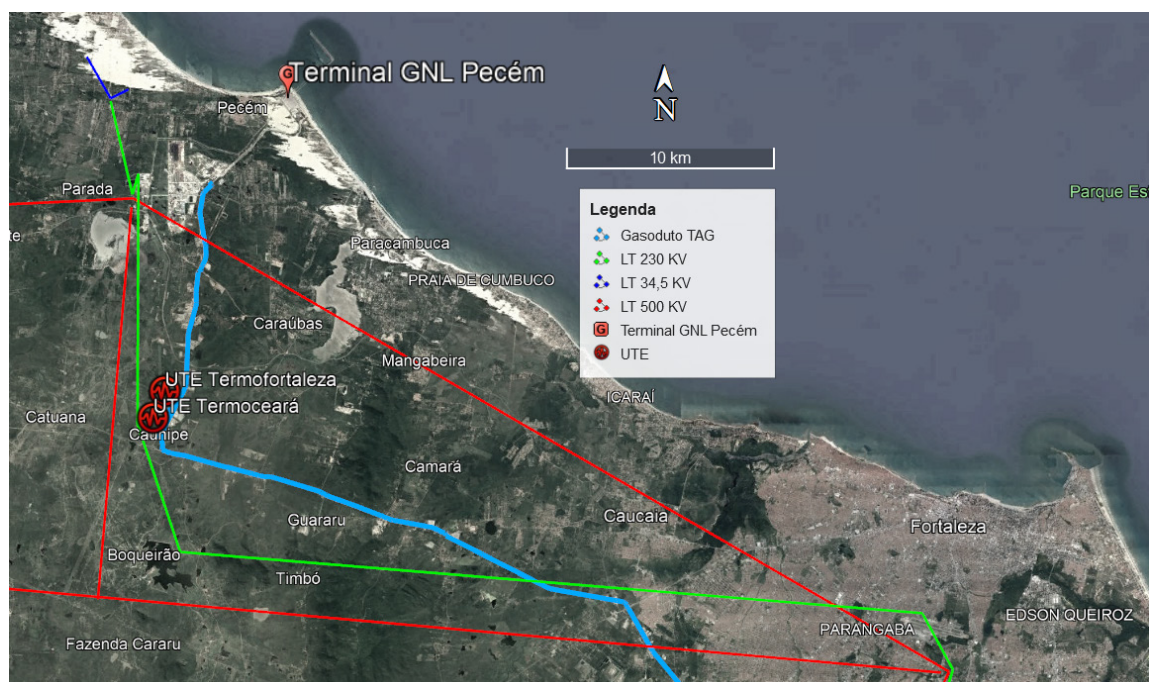 Terminal GNL Pecém
Pecém
N
10 km
Parada
Parque Est
te
Legenda
Gasoduto TAG
LT 230 KV
LT 34,5 KV
LT 500 KV
G Terminal GNL Pecém
UTE
Paracambuca
PRAIA DE CUMBUCO
Caraúbas
Mangabeira
UTE Termofortaleza
UTE Termoceará
ICARAÍ
Catuana
Cauhipe
Camará
Guararu
Caucaia
Fortaleza
Boqueirão
Timbó
EDSON QUEIROZ
PARANGABA
Fazenda Cararu